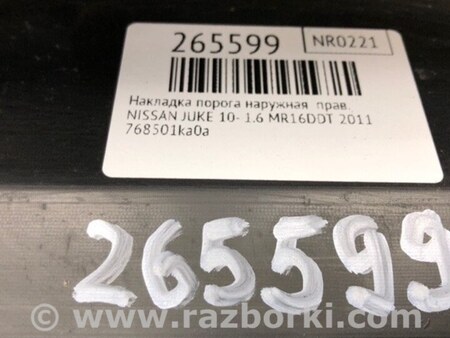 265599 NR0221
Накладка порога наружная прав.
NISSAN JUKE 10- 1.6 MR16DDT 2011
768501ka0a
265599
© www.razborki.com